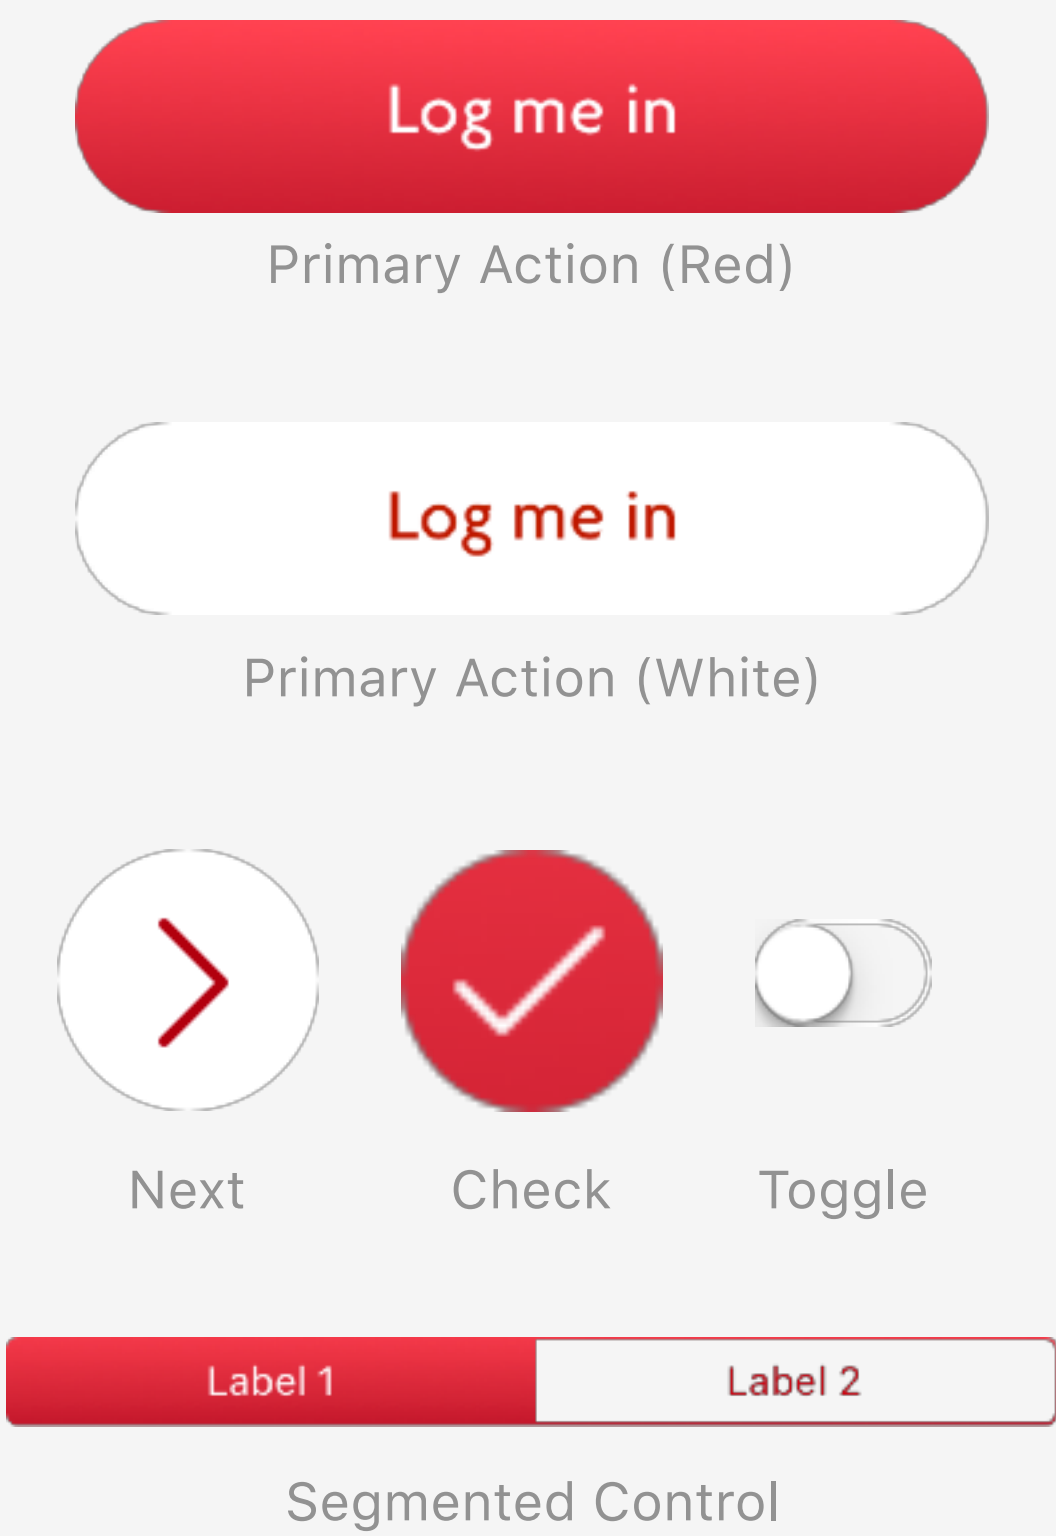 Log me in
Primary Action (Red)
Log me in
Primary Action (White)
Next Check Toggle
Label 1 Label 2
Segmented Control